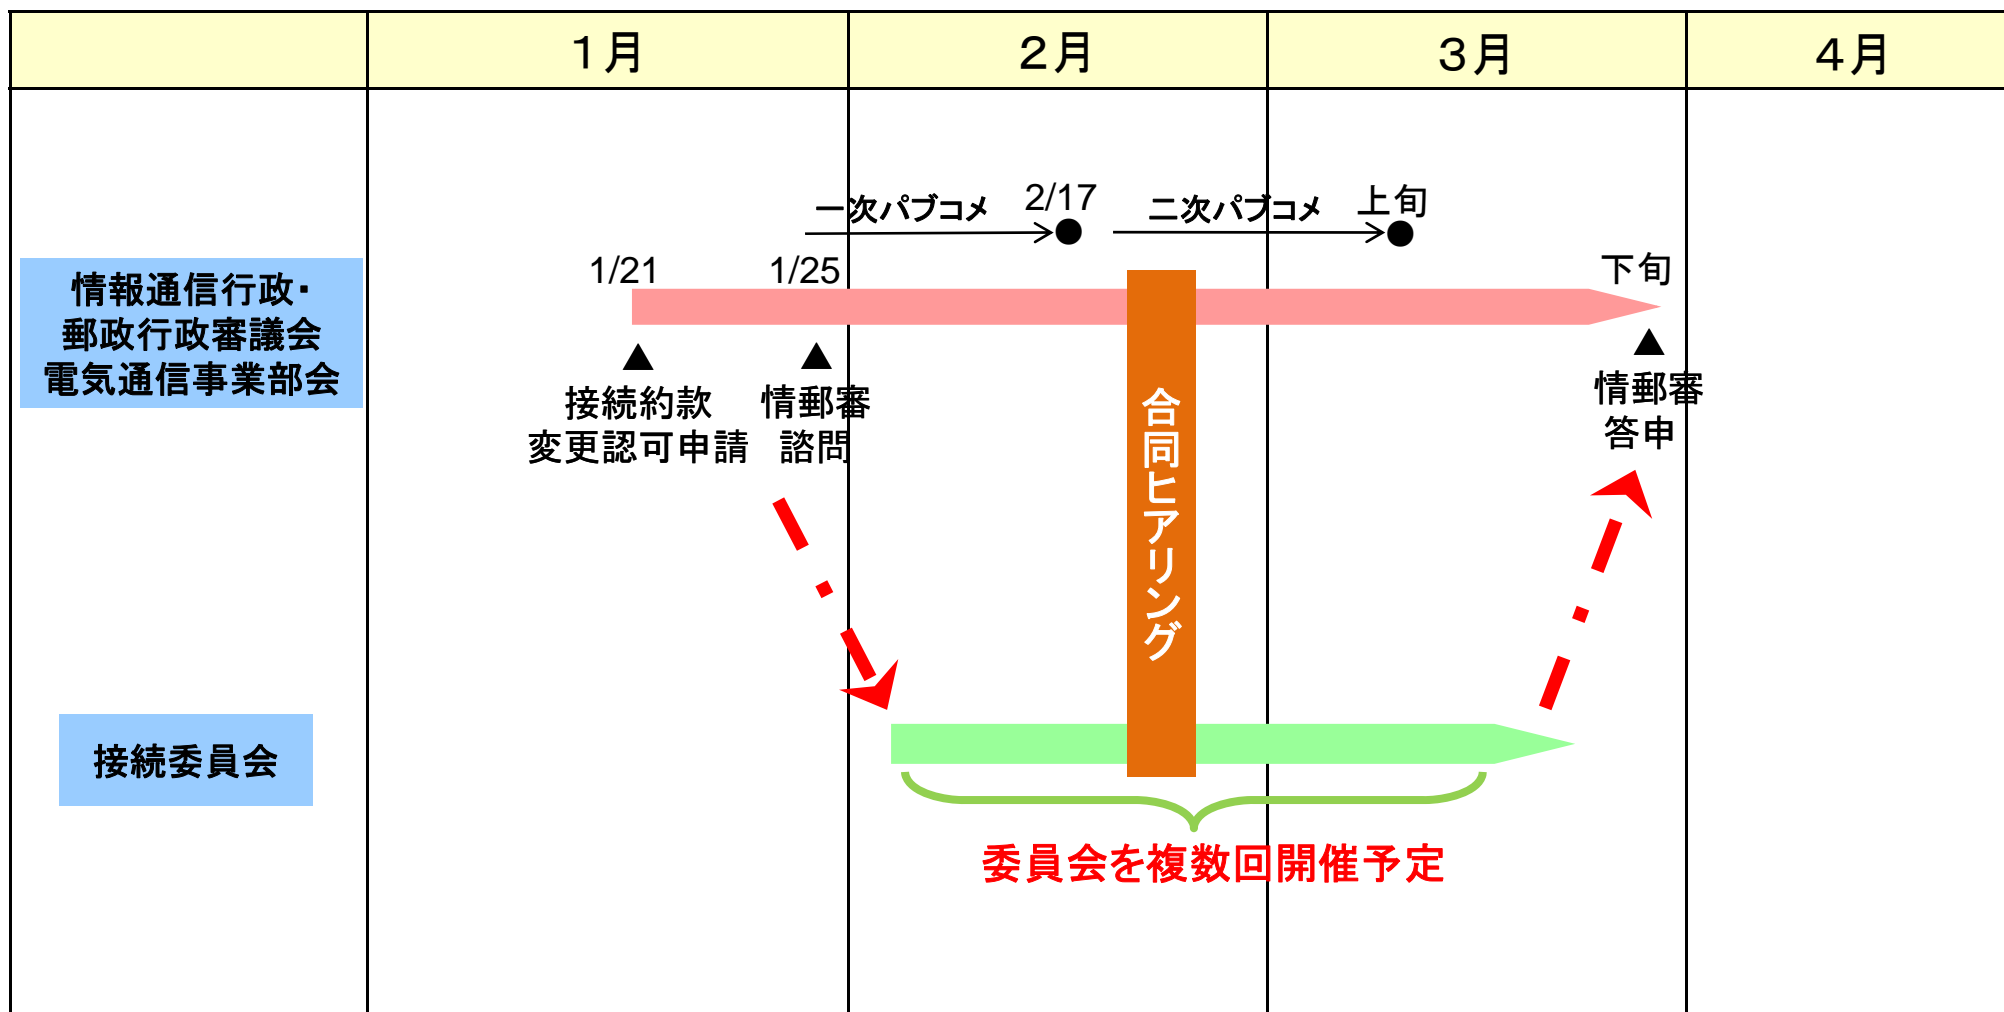 １月
２月
３月
４月
一次パブコメ
2/17
二次パブコメ
上旬
1/21
1/25
下旬
情報通信行政・
郵政行政審議会
電気通信事業部会
接続約款
変更認可申請
情郵審
諮問
情郵審
答申
合同ヒアリング
接続委員会
委員会を複数回開催予定